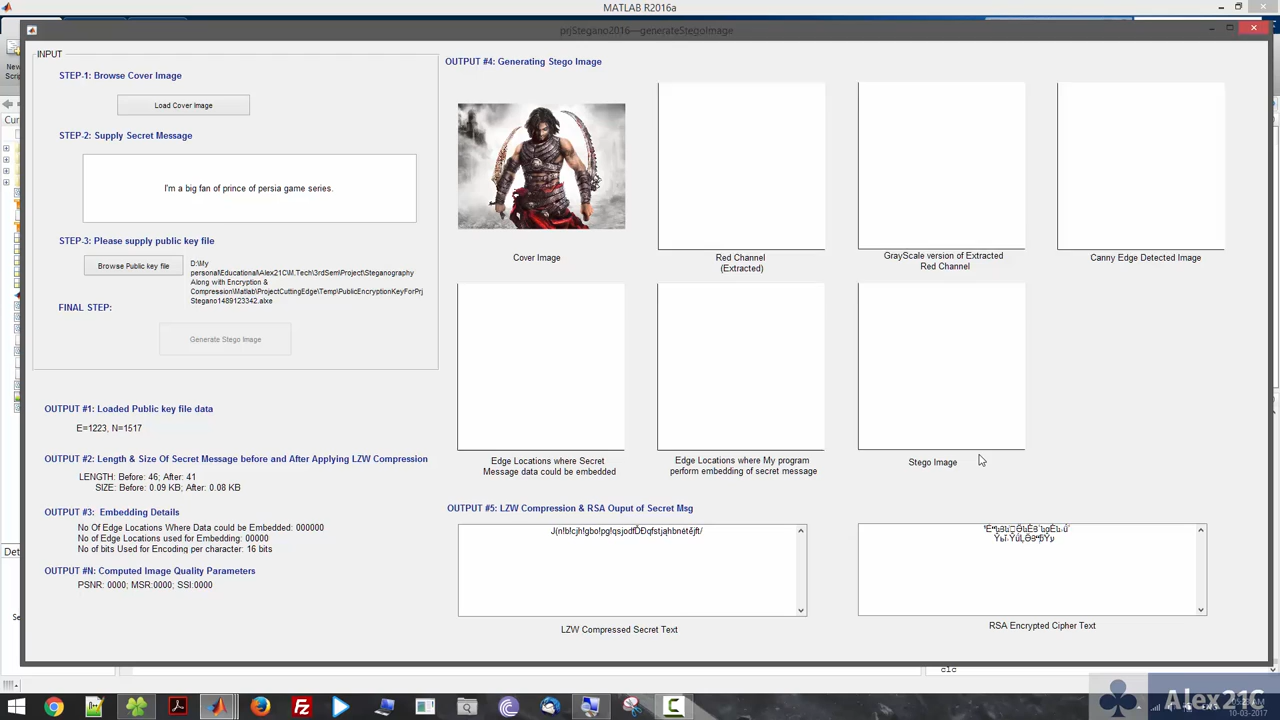 MATLAB R2016a
prjStegano2016---generateStegoImage
New
Scrip
INPUT
STEP-1: Browse Cover Image
Load Cover Image
STEP-2: Supply Secret Message
I'm a big fan of prince of persia game series.
STEP-3: Please supply public key file
Browse Public key file
D:\My
personal\Educational\Alex21C\M.Tech\3rdSem\Project\Steganography
Along with Encryption &
Compression\Matlab\ProjectCuttingEdge\Temp\PublicEncryptionKeyForPrj
Stegano1489123342.alxe
FINAL STEP:
Generate Stego Image
OUTPUT #1: Loaded Public key file data
E=1223, N=1517
OUTPUT #2: Length & Size Of Secret Message before and After Applying LZW Compression
LENGTH: Before: 46; After: 41
SIZE: Before: 0.09 KB; After: 0.08 KB
OUTPUT #3: Embedding Details
No Of Edge Locations Where Data could be Embedded: 000000
No of Edge Locations used for Embedding: 00000
No of bits Used for Encoding per character: 16 bits
OUTPUT #N: Computed Image Quality Parameters
PSNR: 0000; MSR:0000; SSI:0000
OUTPUT #4: Generating Stego Image
Cover Image
Red Channel
(Extracted)
GrayScale version of Extracted
Red Channel
Canny Edge Detected Image
Edge Locations where Secret
Message data could be embedded
Edge Locations where My program
perform embedding of secret message
Stego Image
OUTPUT #5: LZW Compression & RSA Ouput of Secret Msg
LZW Compressed Secret Text
RSA Encrypted Cipher Text
clc
Alex21C
10-03-2017